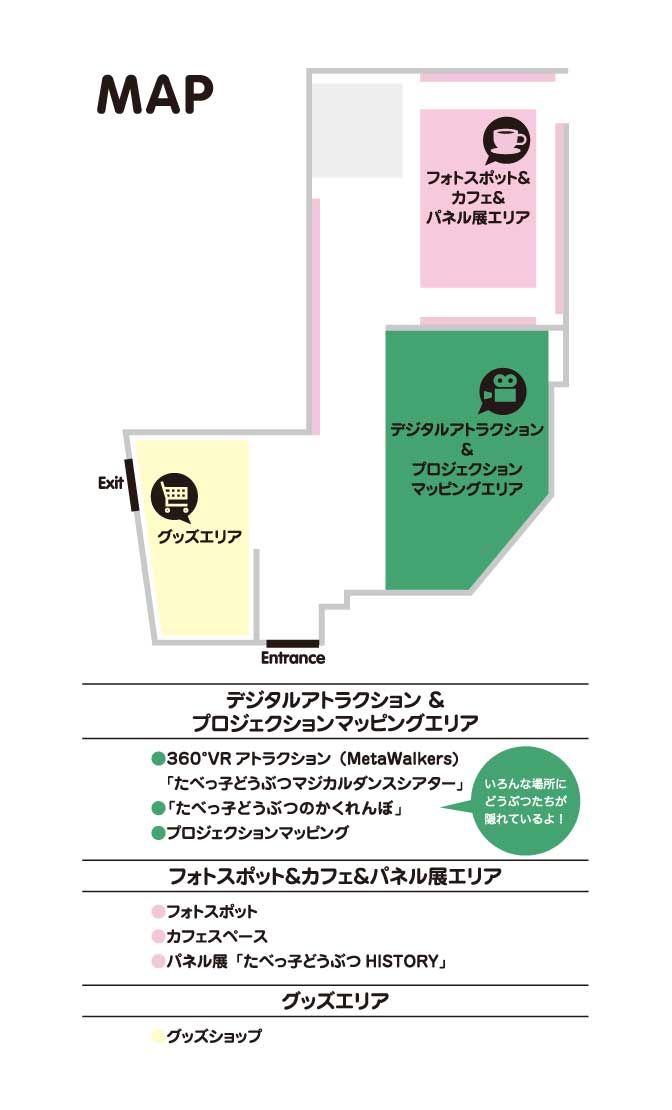 MAP
フォトスポット&
カフェ&
パネル展エリア
デジタルアトラクション
&
プロジェクション
マッピングエリア
Exit
グッズエリア
Entrance
デジタルアトラクション &
プロジェクションマッピングエリア
●360°VRアトラクション（MetaWalkers）
「たべっ子どうぶつマジカルダンスシアター」
●「たべっ子どうぶつのかくれんぼ」
●プロジェクションマッピング
いろんな場所に
どうぶつたちが
隠れているよ！
フォトスポット&カフェ&パネル展エリア
●フォトスポット
●カフェスペース
●パネル展「たべっ子どうぶつ HISTORY」
グッズエリア
●グッズショップ